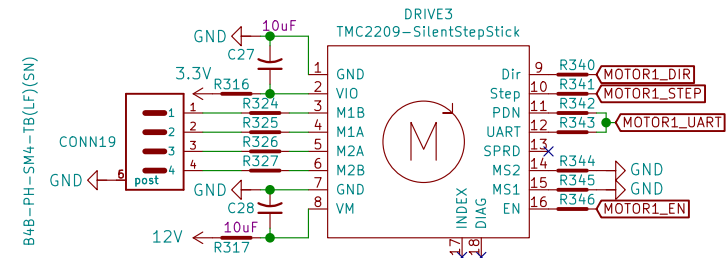 DRIVE3
TMC2209-SilentStepStick
10uF
GND
C27
3.3V
R316
R324
R325
R326
R327
CONN19
B4B-PH-SM4-TB(LF)(SN)
1
2
3
4
post
6
GND
1
2
3
4
GND
C28
10uF
12V
R317
1 GND
2 VIO
3 M1B
4 M1A
5 M2A
6 M2B
7 GND
8 VM
M
INDEX 17
DIAG 18
Dir 9 R340 MOTOR1_DIR
Step 10 R341 MOTOR1_STEP
PDN 11 R342
UART 12 R343 MOTOR1_UART
SPRD 13
MS2 14 R344 GND
MS1 15 R345 GND
EN 16 R346 MOTOR1_EN